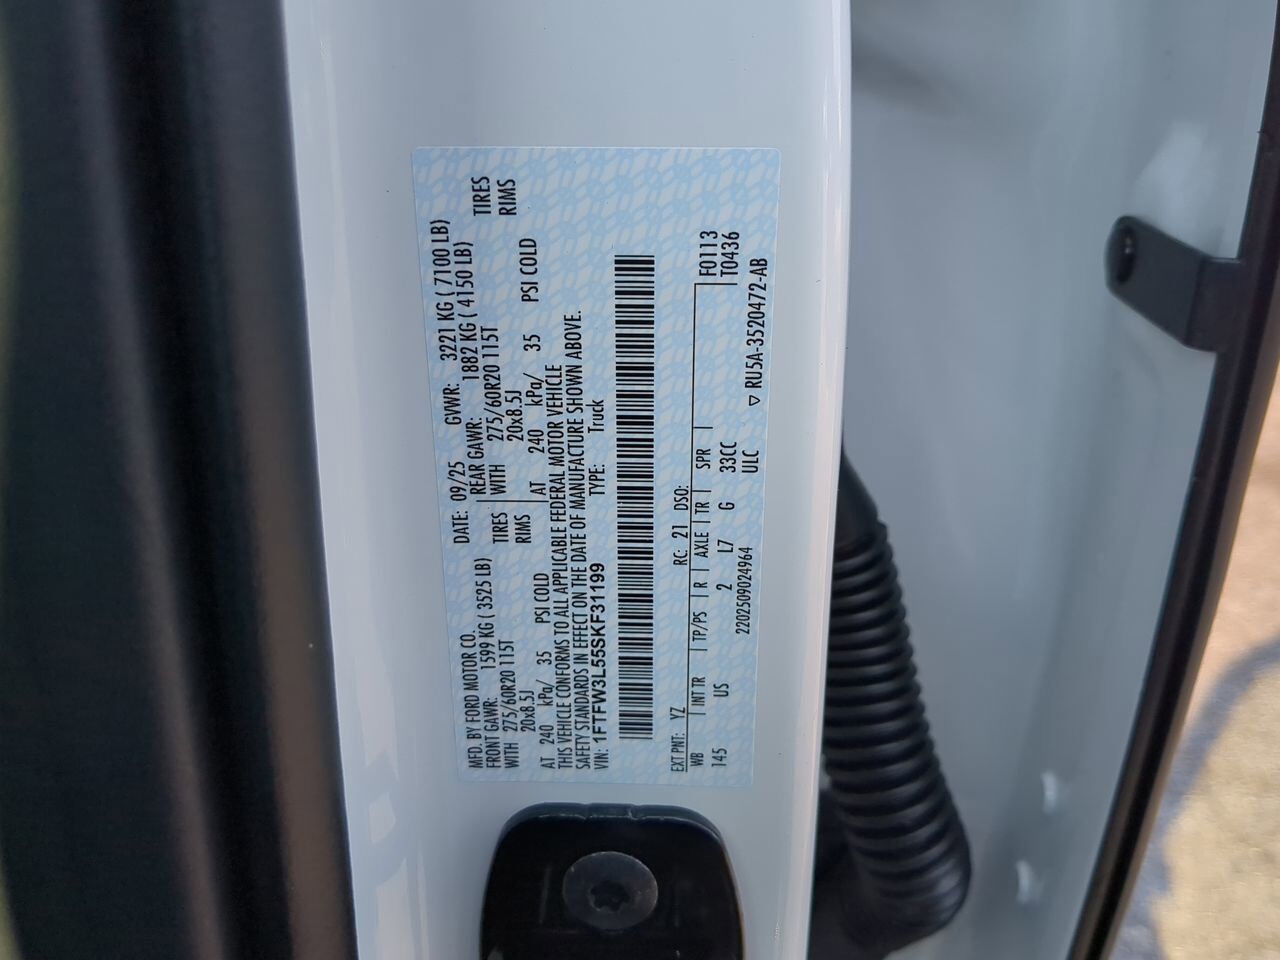 MFD. BY FORD MOTOR CO.
DATE: 09/25 GVWR: 3221 KG ( 7100 LB)
FRONT GAWR: 1599 KG ( 3525 LB)
REAR GAWR: 1882 KG ( 4150 LB)
WITH 275/60R20 115T TIRES
WITH 275/60R20 115T TIRES
20x8.5J RIMS
20x8.5J RIMS
AT 240 kPa/ 35 PSI COLD
AT 240 kPa/ 35 PSI COLD
THIS VEHICLE CONFORMS TO ALL APPLICABLE FEDERAL MOTOR VEHICLE
SAFETY STANDARDS IN EFFECT ON THE DATE OF MANUFACTURE SHOWN ABOVE.
VIN: 1FTFW3L55SKF31199 TYPE: Truck
EXT PNT: YZ RC: 21 DSO: F0113
WB INT TR TP/PS R AXLE TR SPR T0436
145 US 2 L7 G 33CC
2202509024964 ULC ▽ RU5A-3520472-AB